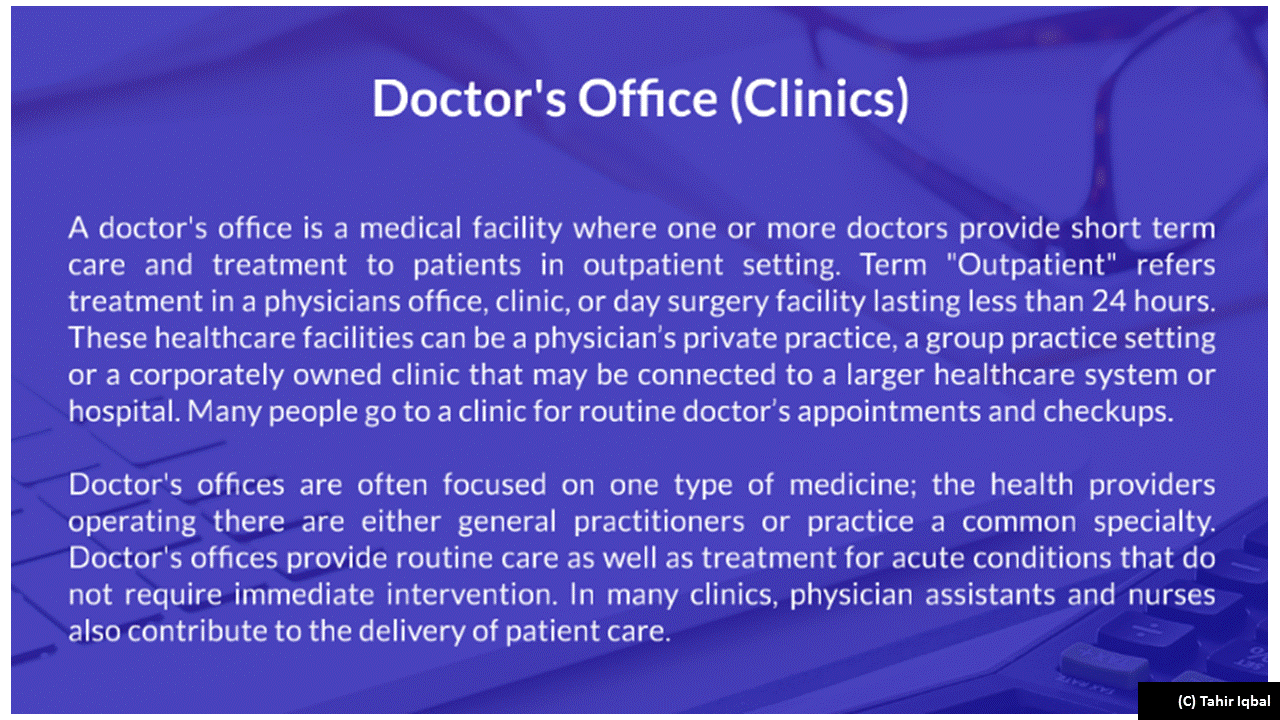 Doctor's Office (Clinics)
A doctor's office is a medical facility where one or more doctors provide short term
care and treatment to patients in outpatient setting. Term "Outpatient" refers
treatment in a physicians office, clinic, or day surgery facility lasting less than 24 hours.
These healthcare facilities can be a physician’s private practice, a group practice setting
or a corporately owned clinic that may be connected to a larger healthcare system or
hospital. Many people go to a clinic for routine doctor’s appointments and checkups.
Doctor's offices are often focused on one type of medicine; the health providers
operating there are either general practitioners or practice a common specialty.
Doctor's offices provide routine care as well as treatment for acute conditions that do
not require immediate intervention. In many clinics, physician assistants and nurses
also contribute to the delivery of patient care.
TAX RATE
SET
%
(C) Tahir Iqbal